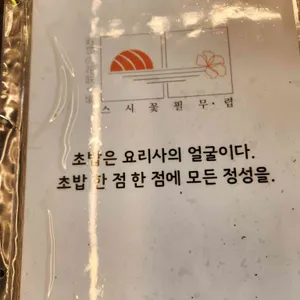 스시꽃필무렵
초밥은 요리사의 얼굴이다.
초밥 한 점 한 점에 모든 정성을.